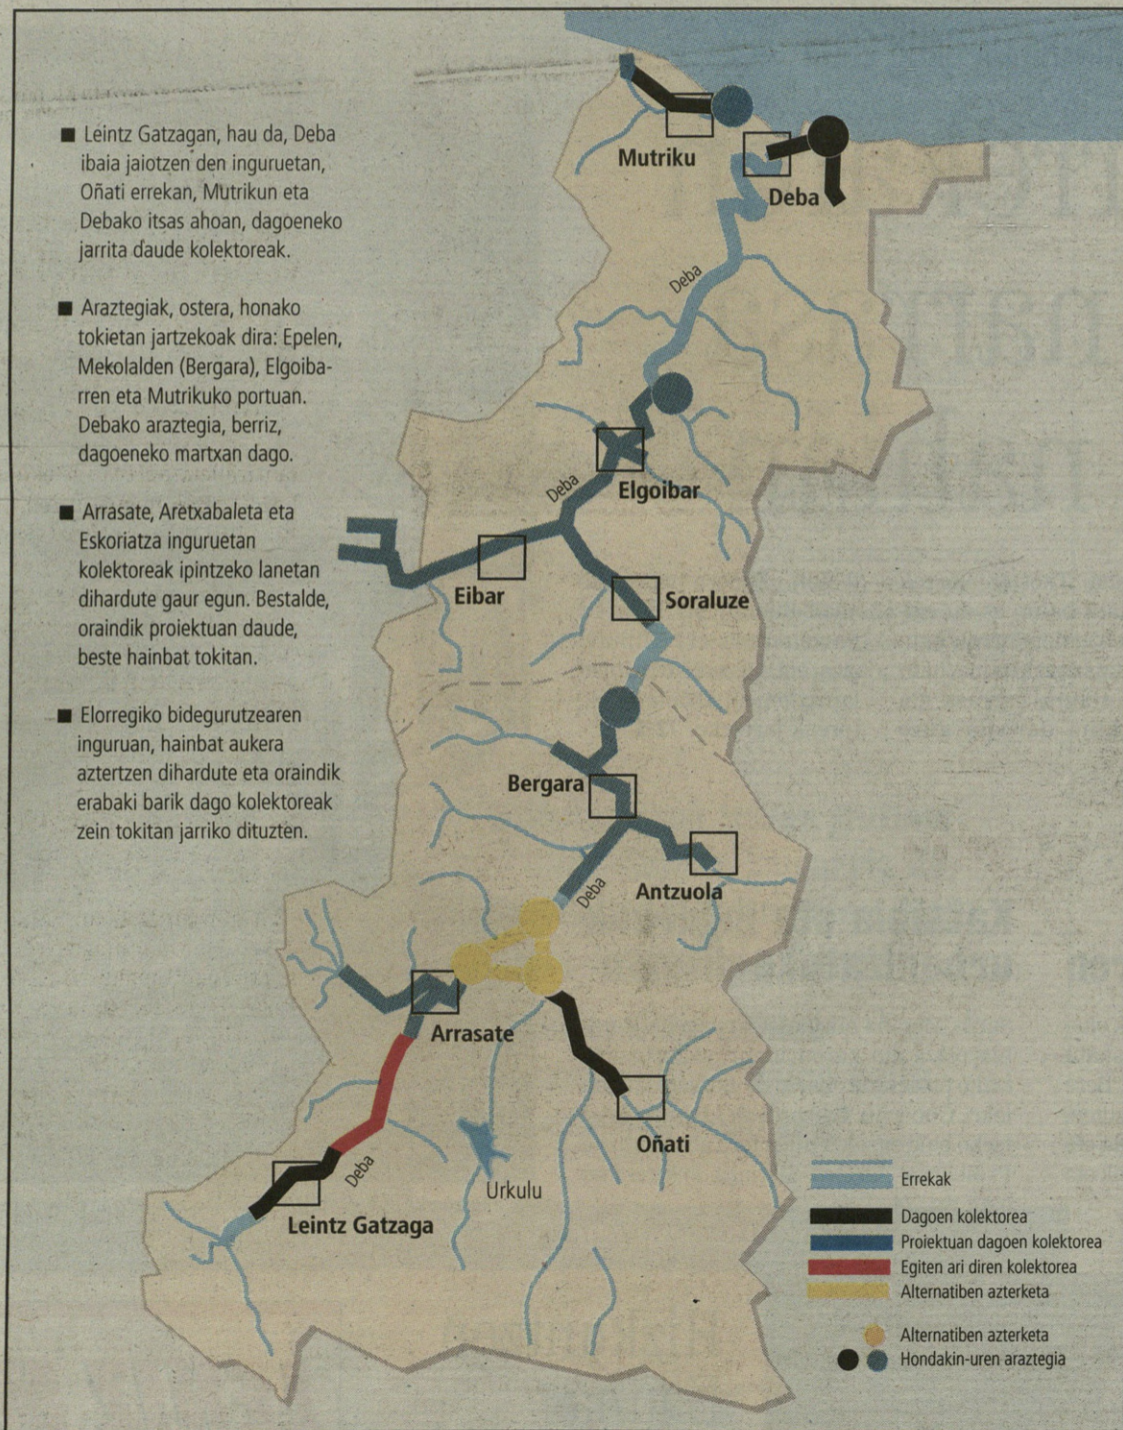 ■ Leintz Gatzagan, hau da, Deba
ibaia jaiotzen den inguruetan,
Oñati errekan, Mutrikun eta
Debako itsas ahoan, dagoeneko
jarrita daude kolektoreak.
■ Araztegiak, ostera, honako
tokietan jartzekoak dira: Epelen,
Mekolalden (Bergara), Elgoiba-
rren eta Mutrikuko portuan.
Debako araztegia, berriz,
dagoeneko martxan dago.
■ Arrasate, Aretxabaleta eta
Eskoriatza inguruetan
kolektoreak ipintzeko lanetan
dihardute gaur egun. Bestalde,
oraindik proiektuan daude,
beste hainbat tokitan.
■ Elorregiko bidegurutzearen
inguruan, hainbat aukera
aztertzen dihardute eta oraindik
erabaki barik dago kolektoreak
zein tokitan jarriko dituzten.
Mutriku
Deba
Deba
Elgoibar
Deba
Eibar
Soraluze
Bergara
Antzuola
Deba
Arrasate
Oñati
Urkulu
Deba
Leintz Gatzaga
Errekak
Dagoen kolektorea
Proiektuan dagoen kolektorea
Egiten ari diren kolektorea
Alternatiben azterketa
Alternatiben azterketa
Hondakin-uren araztegia